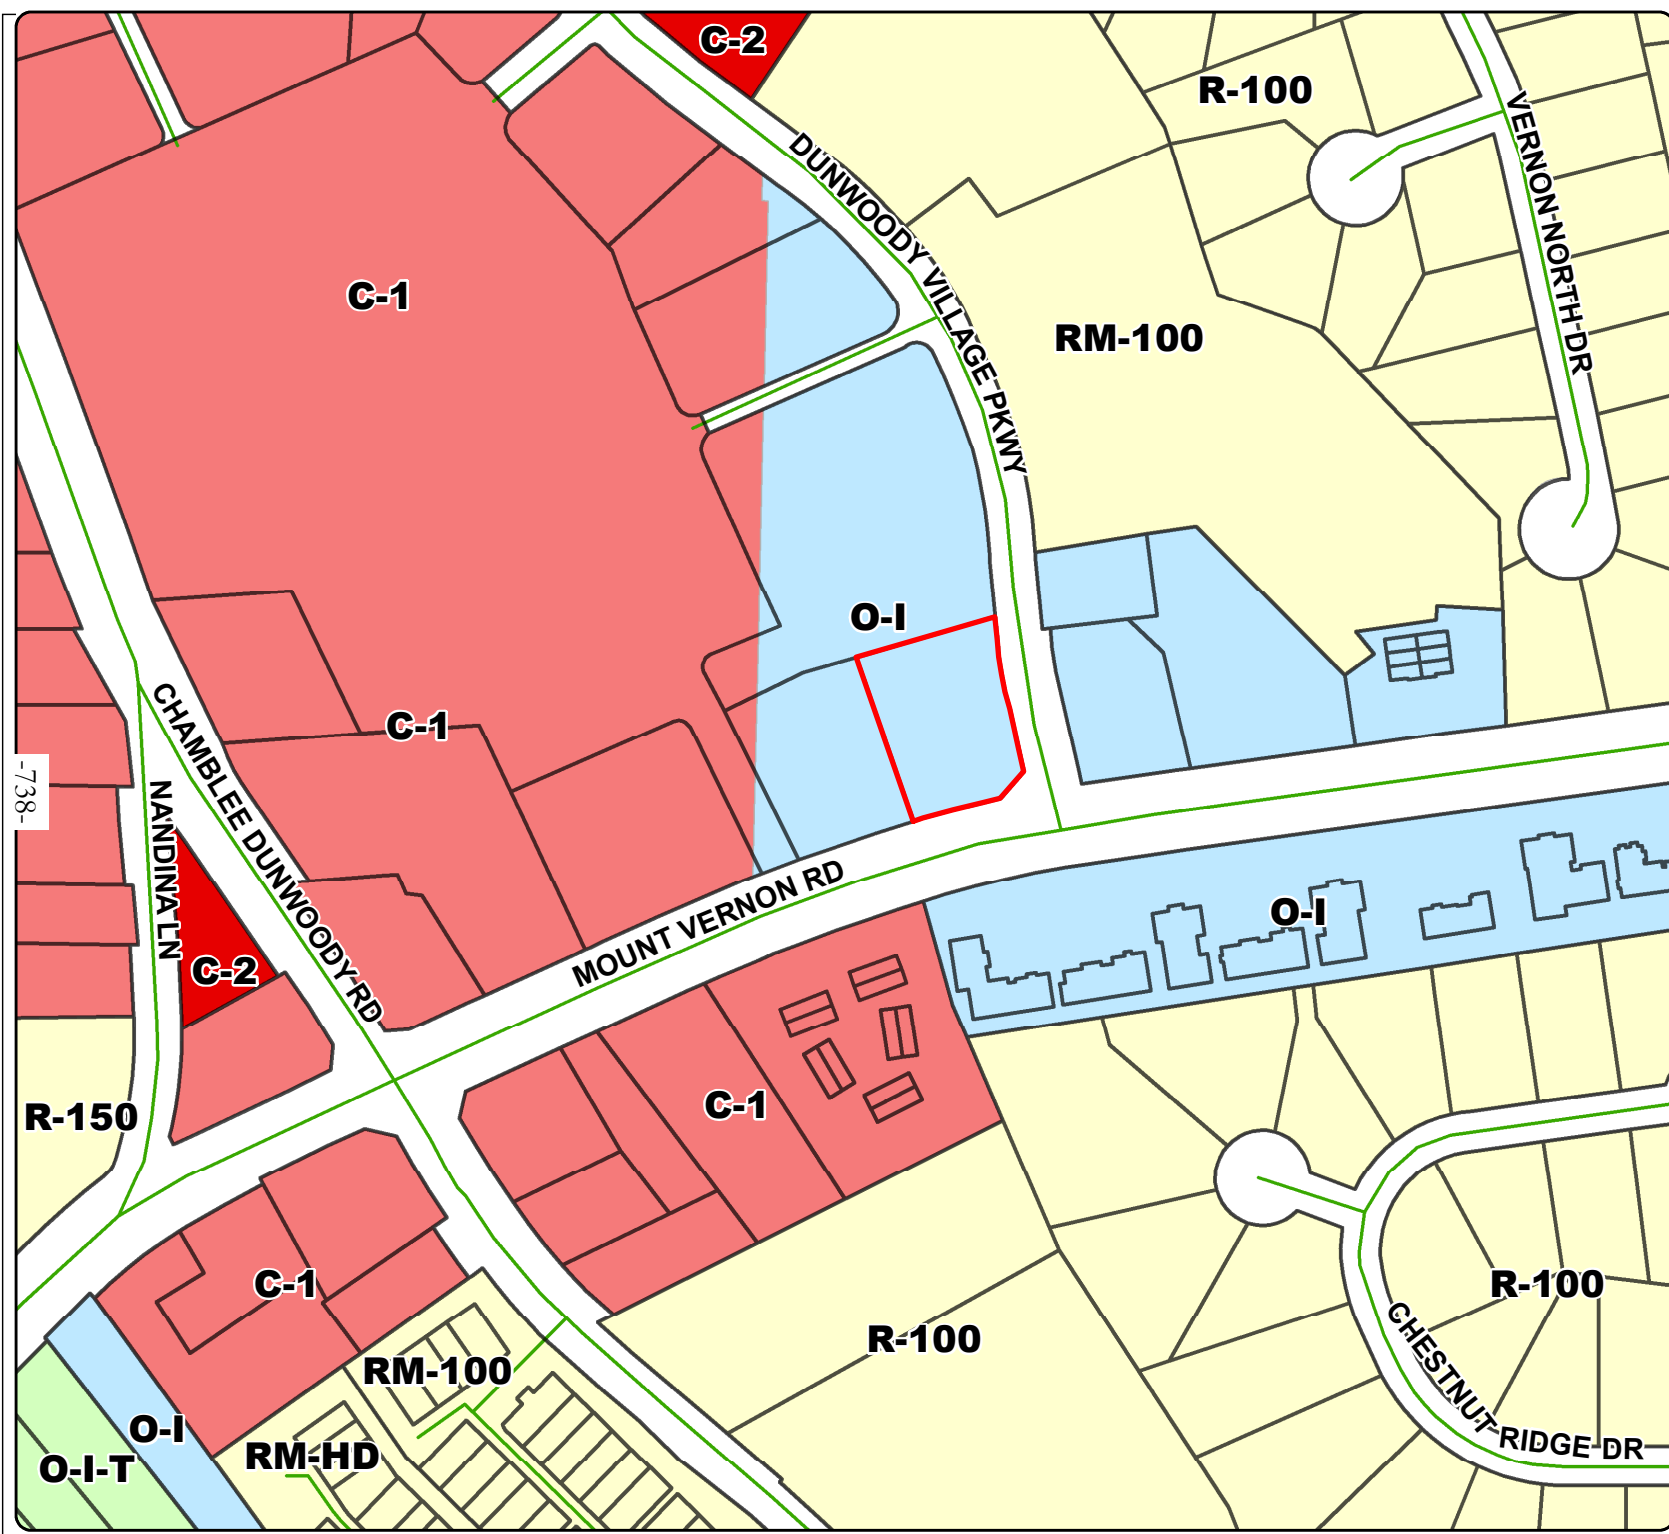 C-2
R-100
DUNWOODY VILLAGE PKWY
VERNON NORTH DR
C-1
RM-100
O-I
C-1
CHAMBLEE DUNWOODY RD
-738-
NANDINA LN
MOUNT VERNON RD
O-I
C-2
C-1
R-150
C-1
R-100
R-100
CHESTNUT RIDGE DR
RM-100
O-I
RM-HD
O-I-T